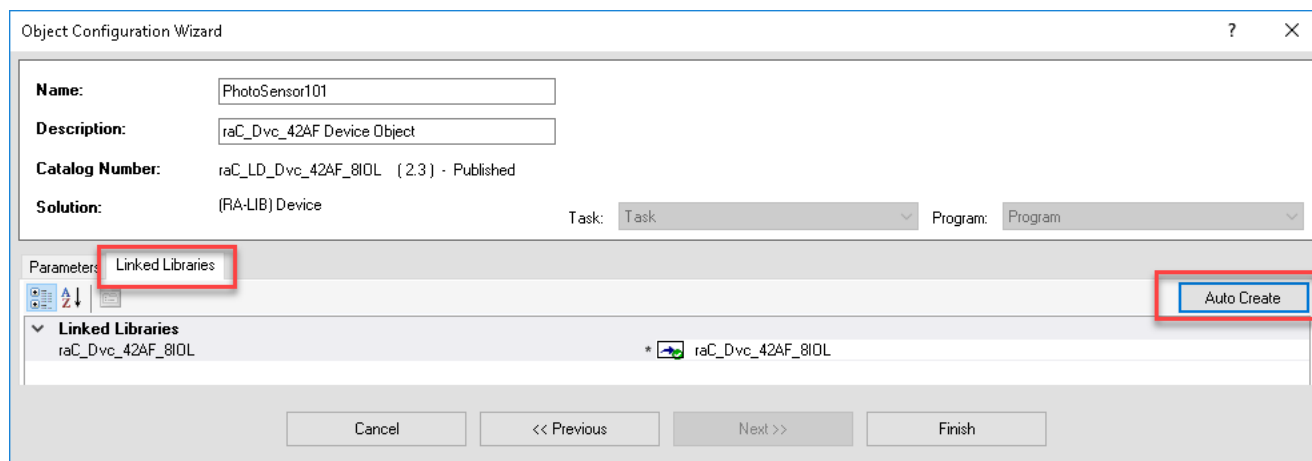 Object Configuration Wizard ? ×
Name: PhotoSensor101
Description: raC_Dvc_42AF Device Object
Catalog Number: raC_LD_Dvc_42AF_8IOL ( 2.3 ) - Published
Solution: (RA-LIB) Device
Task: Task Program: Program
Parameters Linked Libraries
Auto Create
Linked Libraries
raC_Dvc_42AF_8IOL * raC_Dvc_42AF_8IOL
Cancel << Previous Next >> Finish